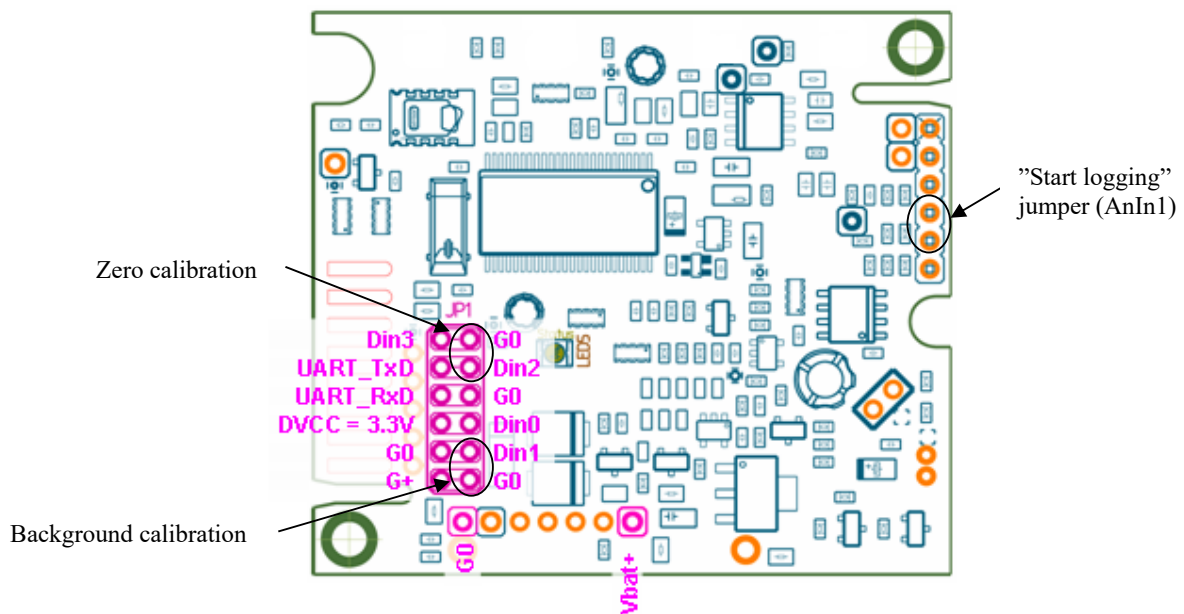 ”Start logging”
jumper (AnIn1)
Zero calibration
JP1
Din3 G0
UART_TxD Din2
UART_RxD G0
DVCC = 3.3V Din0
G0 Din1
G+ G0
Status
LED5
Background calibration
G0
Vbat+